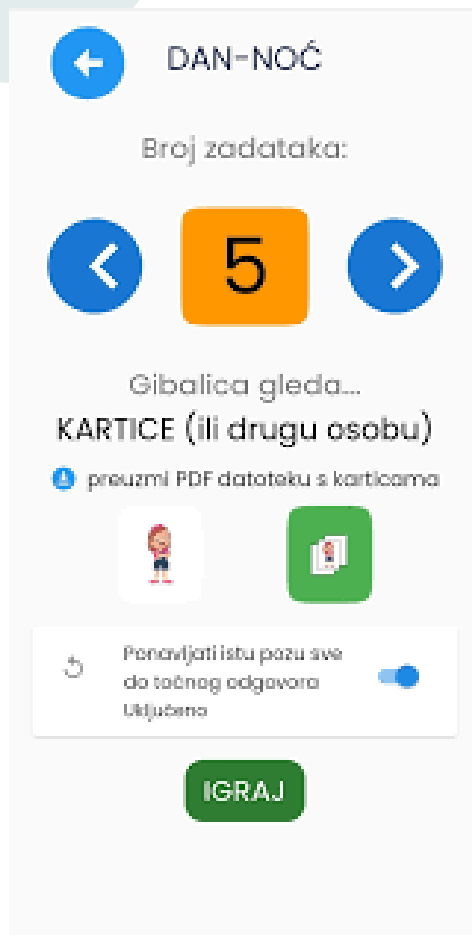 DAN-NOĆ
Broj zadataka:
5
Gibalica gleda...
KARTICE (ili drugu osobu)
preuzmi PDF datoteku s karticama
Ponavljati istu pozu sve
do točnog odgovora
Uključeno
IGRAJ